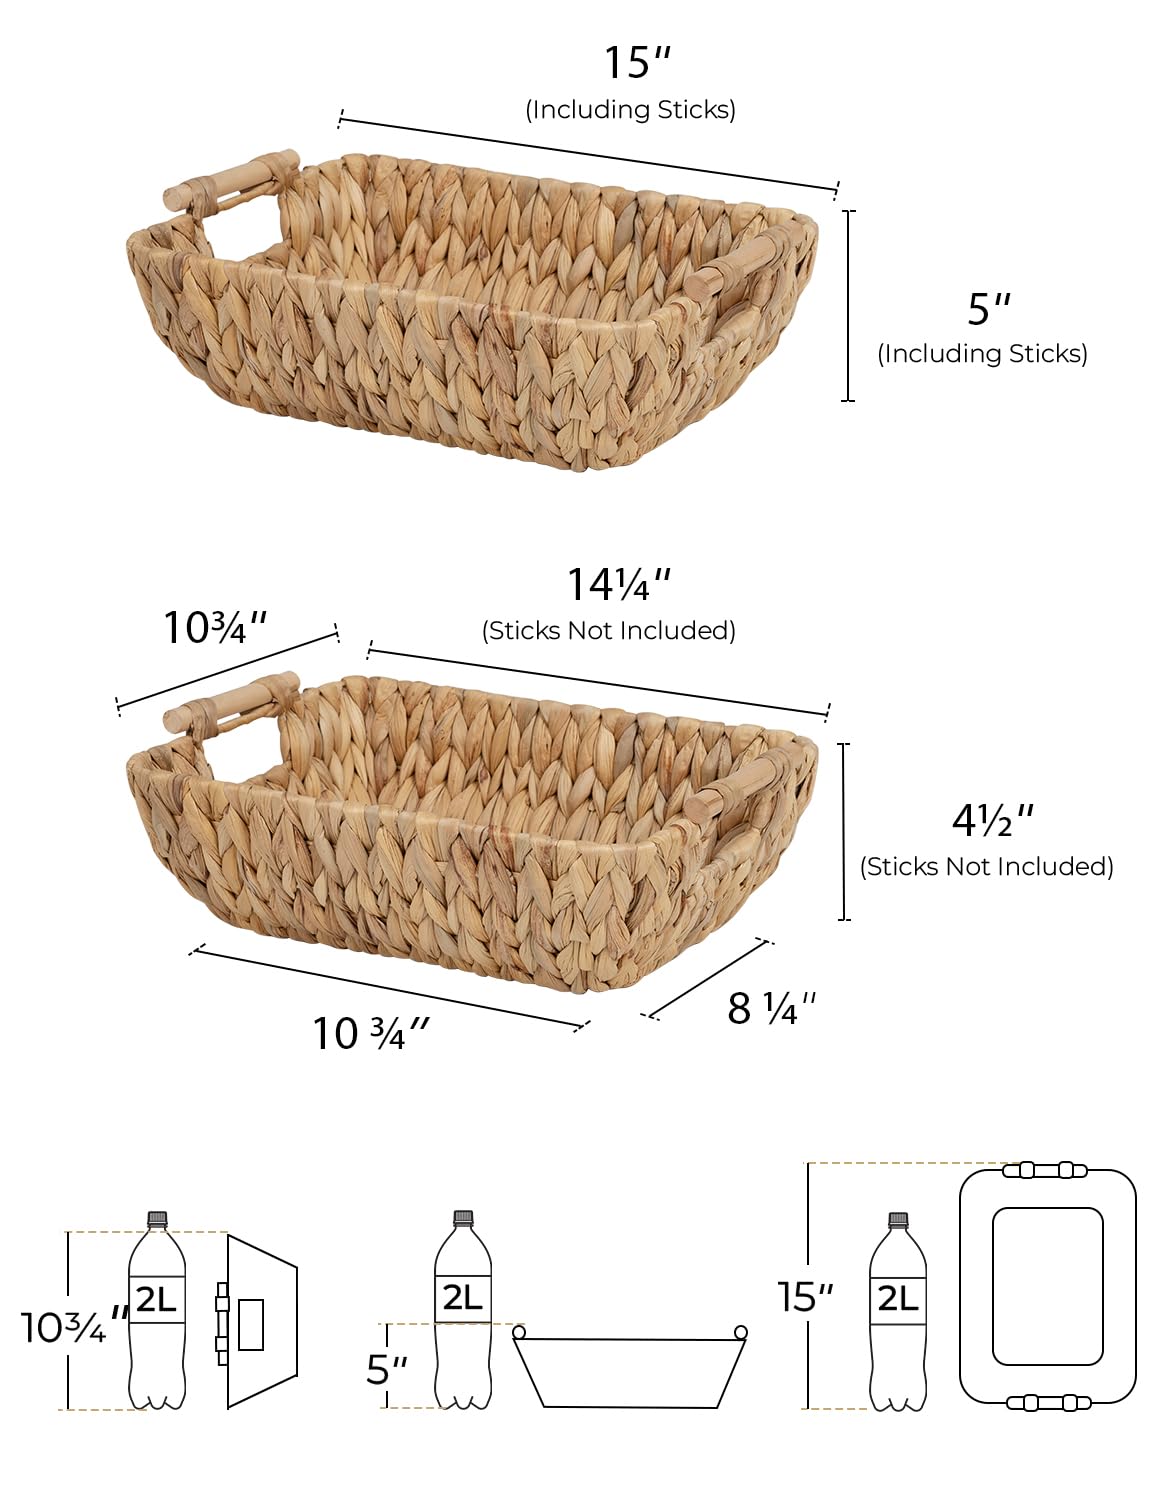 15"
(Including Sticks)
5"
(Including Sticks)
14¼"
(Sticks Not Included)
10¾"
4½"
(Sticks Not Included)
8 ¼"
10 ¾"
2L
10¾"
2L
5"
2L
15"